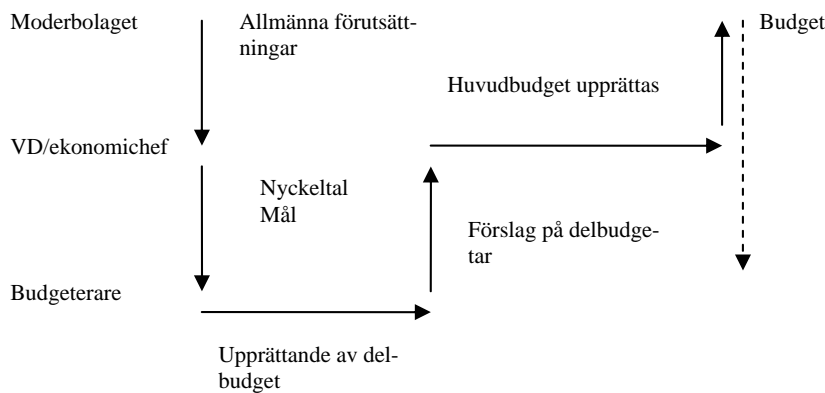 Moderbolaget
Allmänna förutsätt-
ningar
Budget
Huvudbudget upprättas
VD/ekonomichef
Nyckeltal
Mål
Förslag på delbudge-
tar
Budgeterare
Upprättande av del-
budget